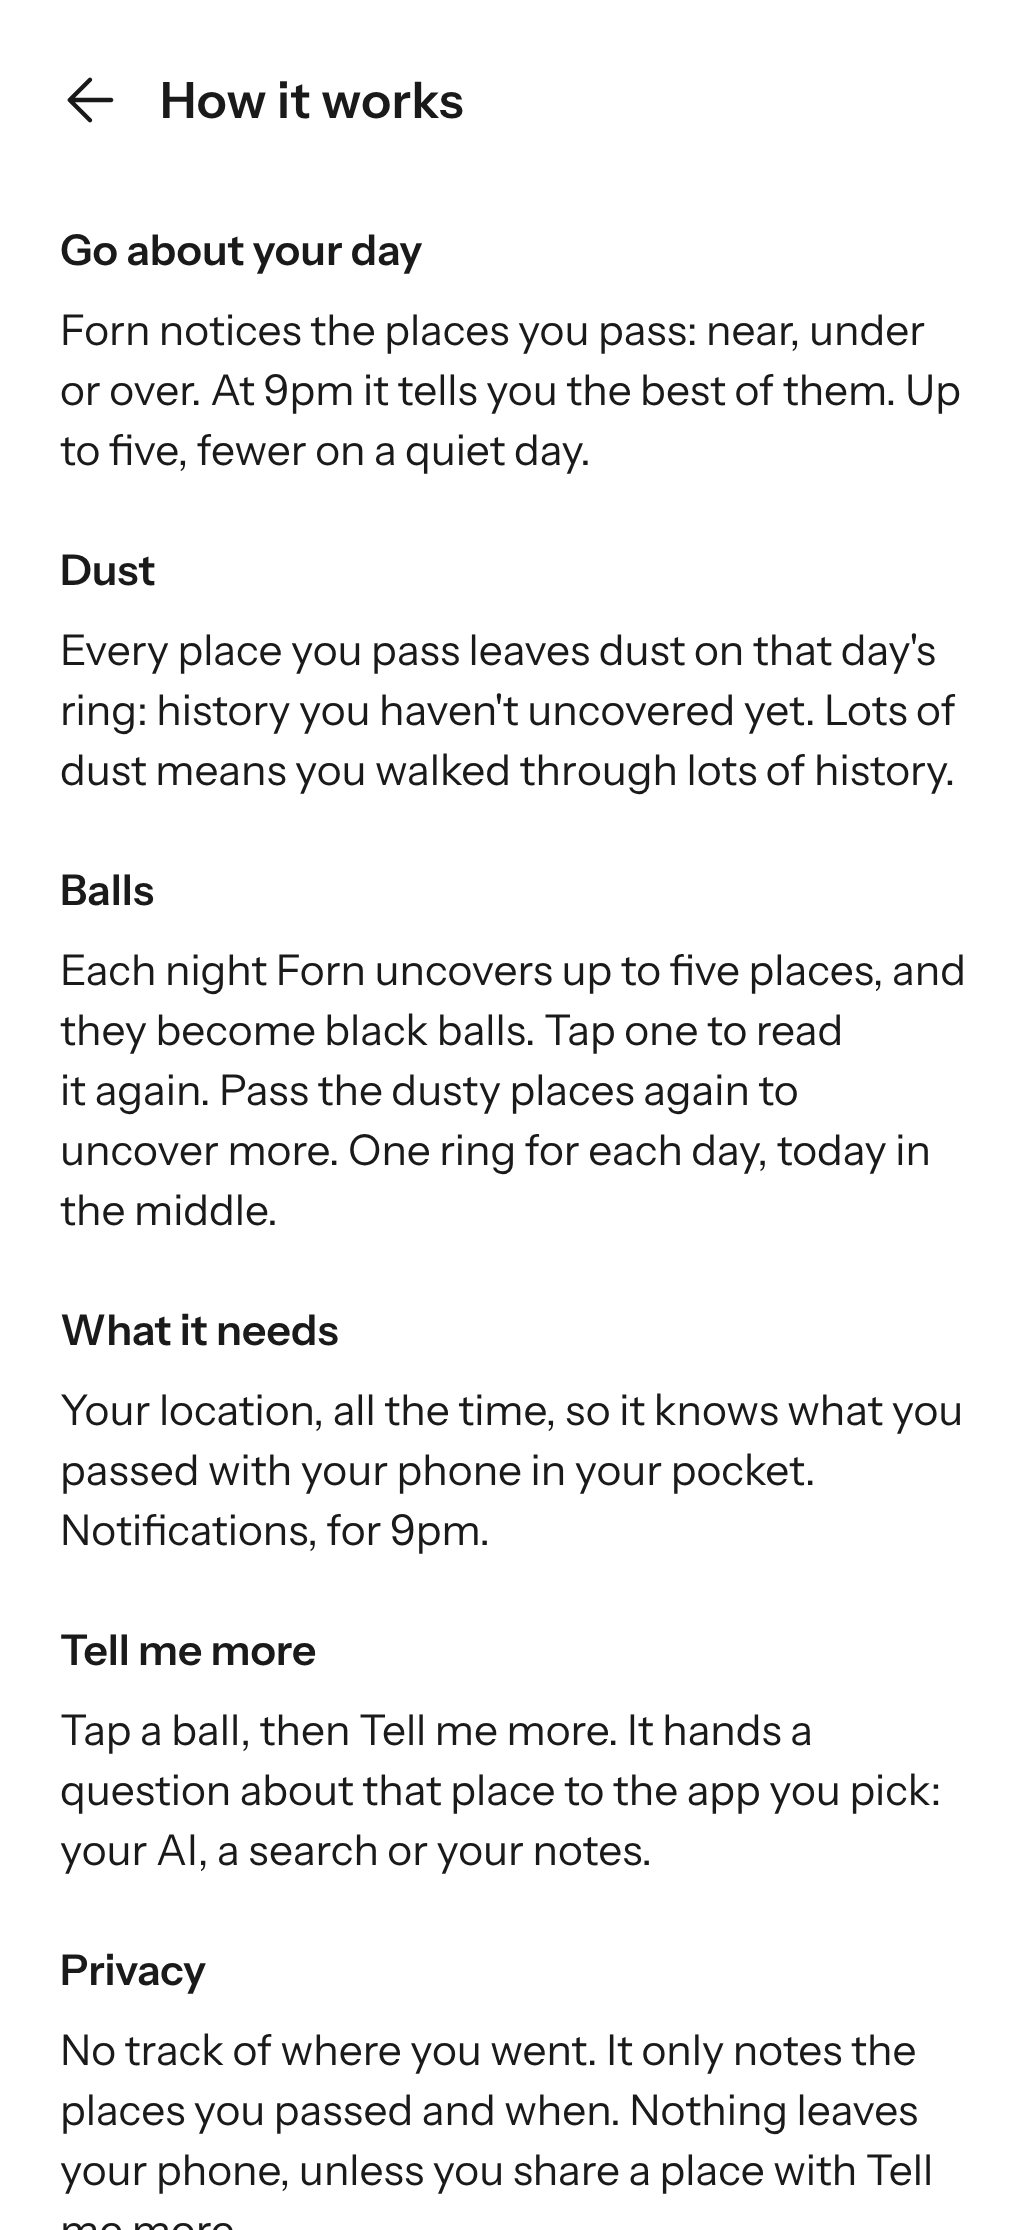 How it works
Go about your day
Forn notices the places you pass: near, under
or over. At 9pm it tells you the best of them. Up
to five, fewer on a quiet day.
Dust
Every place you pass leaves dust on that day's
ring: history you haven't uncovered yet. Lots of
dust means you walked through lots of history.
Balls
Each night Forn uncovers up to five places, and
they become black balls. Tap one to read
it again. Pass the dusty places again to
uncover more. One ring for each day, today in
the middle.
What it needs
Your location, all the time, so it knows what you
passed with your phone in your pocket.
Notifications, for 9pm.
Tell me more
Tap a ball, then Tell me more. It hands a
question about that place to the app you pick:
your AI, a search or your notes.
Privacy
No track of where you went. It only notes the
places you passed and when. Nothing leaves
your phone, unless you share a place with Tell
me more.